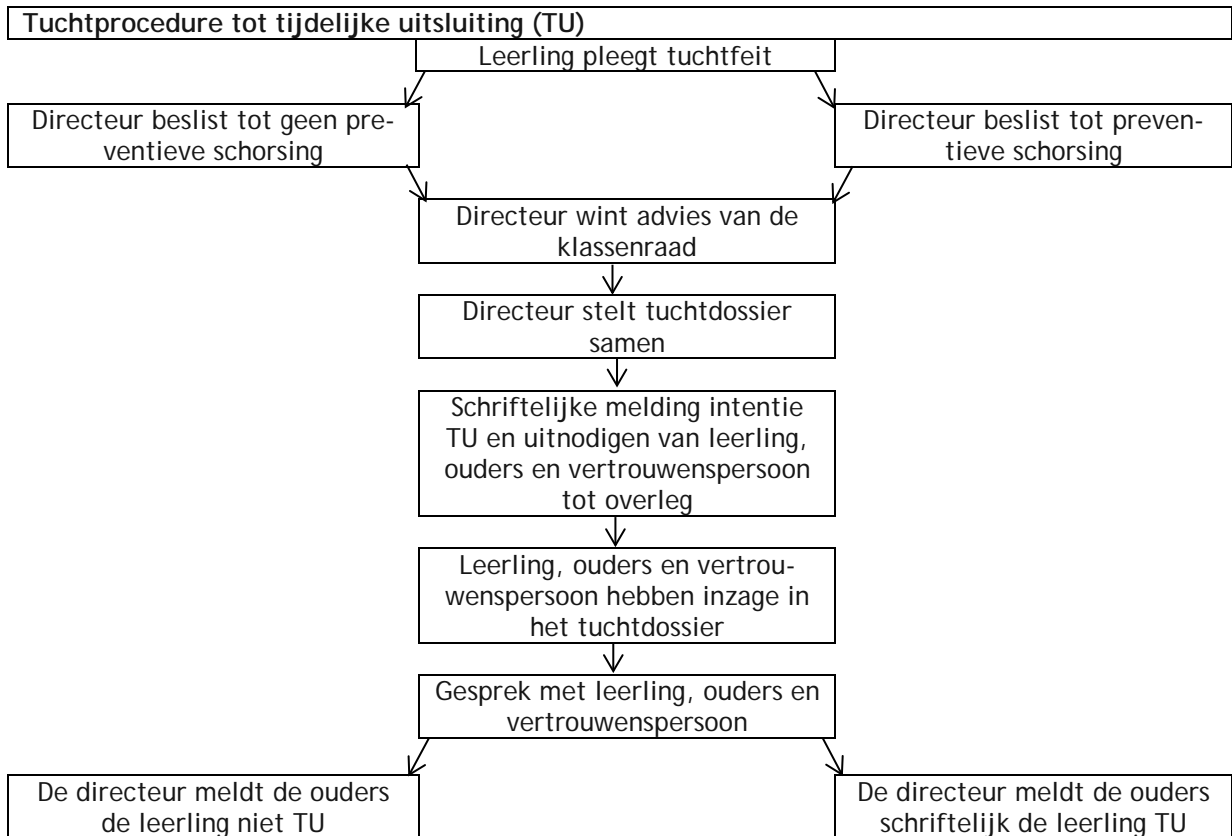 Tuchtprocedure tot tijdelijke uitsluiting (TU)
Leerling pleegt tuchtfeit
Directeur beslist tot geen pre-
ventieve schorsing
Directeur beslist tot preven-
tieve schorsing
Directeur wint advies van de
klassenraad
Directeur stelt tuchtdossier
samen
Schriftelijke melding intentie
TU en uitnodigen van leerling,
ouders en vertrouwenspersoon
tot overleg
Leerling, ouders en vertrou-
wenspersoon hebben inzage in
het tuchtdossier
Gesprek met leerling, ouders en
vertrouwenspersoon
De directeur meldt de ouders
de leerling niet TU
De directeur meldt de ouders
schriftelijk de leerling TU